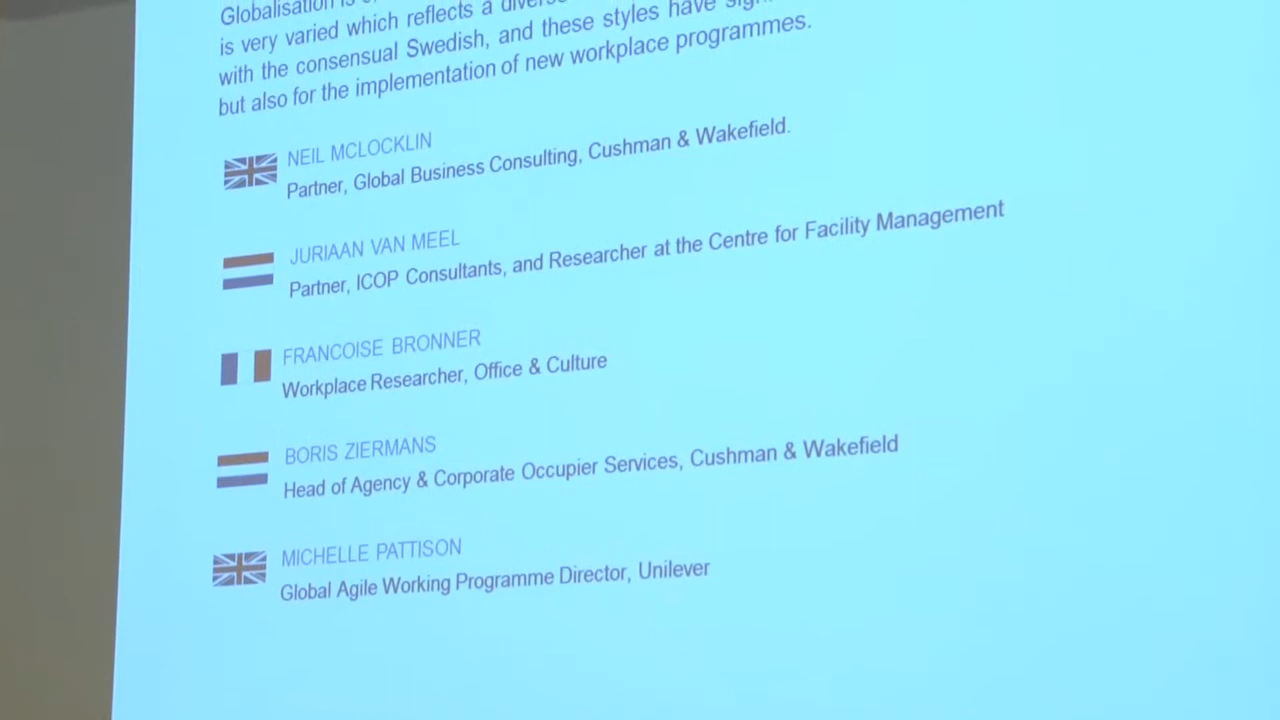 Globalisation is
is very varied which reflects a
with the consensual Swedish, and these styles have
but also for the implementation of new workplace programmes.
NEIL MCLOCKLIN
Partner, Global Business Consulting, Cushman & Wakefield.
JURIAAN VAN MEEL
Partner, ICOP Consultants, and Researcher at the Centre for Facility Management
FRANCOISE BRONNER
Workplace Researcher, Office & Culture
BORIS ZIERMANS
Head of Agency & Corporate Occupier Services, Cushman & Wakefield
MICHELLE PATTISON
Global Agile Working Programme Director, Unilever